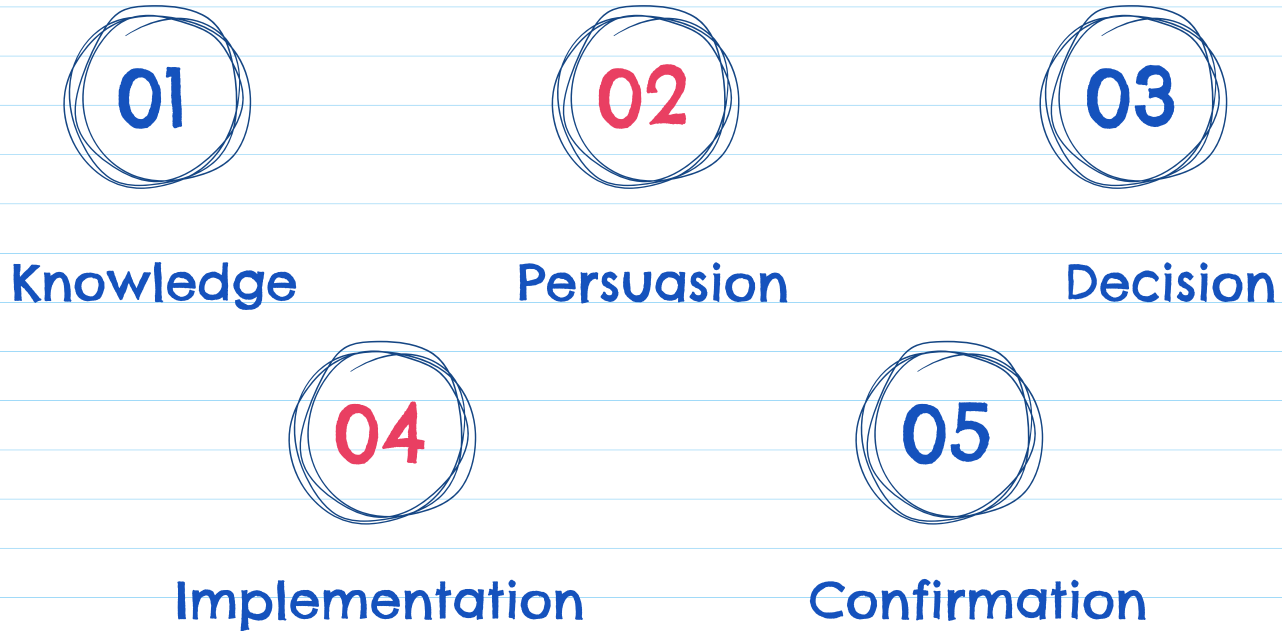 01
02
03
Knowledge
Persuasion
Decision
04
05
Implementation
Confirmation